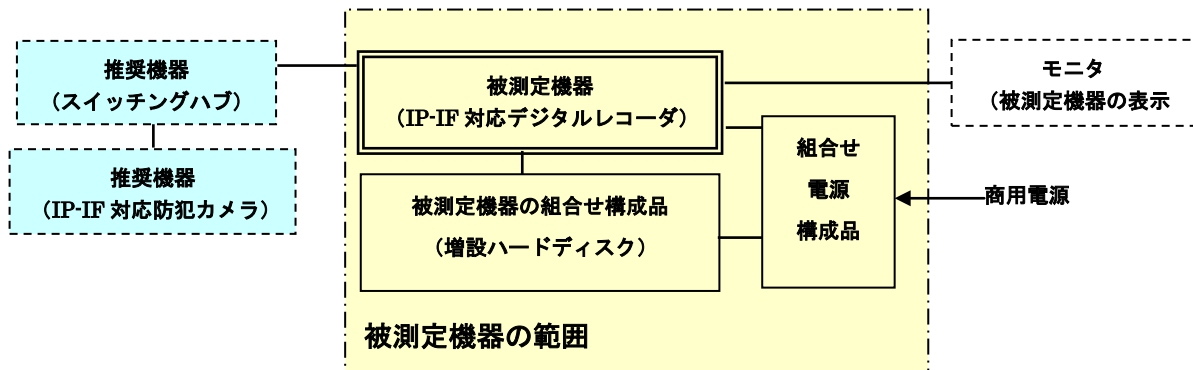 推奨機器
（スイッチングハブ）
推奨機器
（IP-IF 対応防犯カメラ）
被測定機器
（IP-IF 対応デジタルレコーダ）
被測定機器の組合せ構成品
（増設ハードディスク）
組合せ
電源
構成品
モニタ
（被測定機器の表示
商用電源
被測定機器の範囲